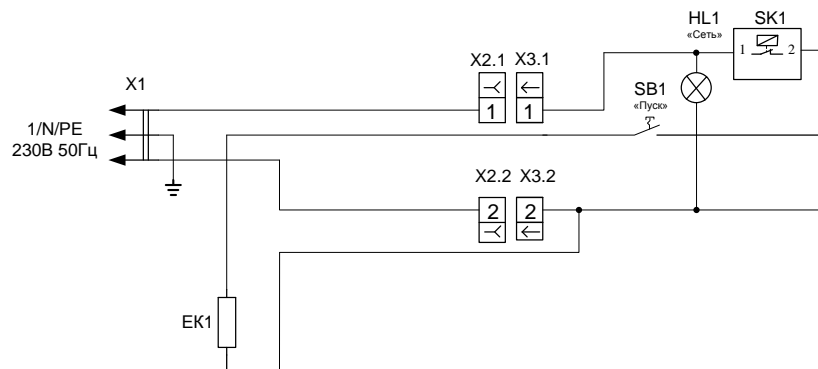 HL1
«Сеть»
SK1
1 2
X2.1 X3.1
X1
SB1
«Пуск»
1 1
1/N/PE
230В 50Гц
X2.2 X3.2
2 2
EK1